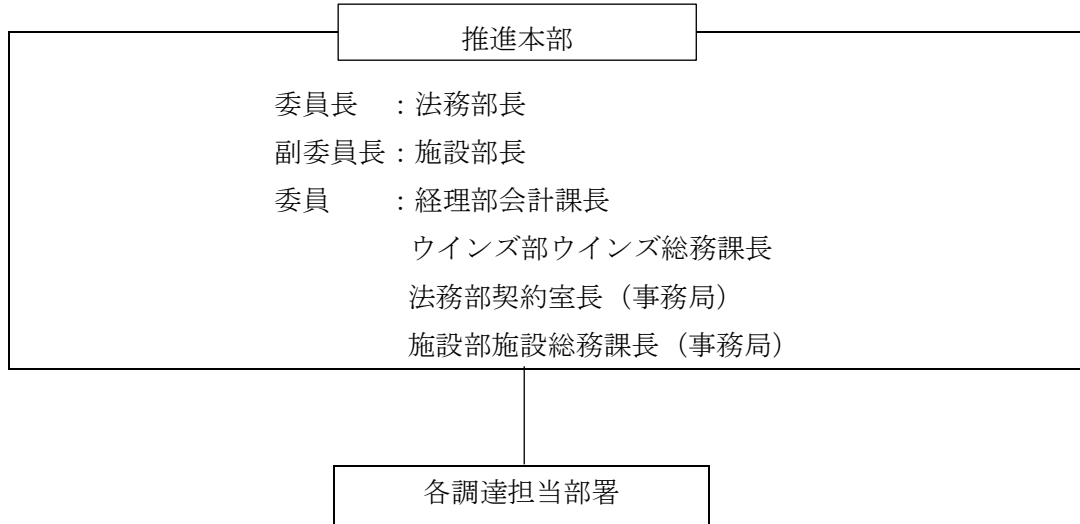 推進本部
委員長　：法務部長
副委員長：施設部長
委員　　：経理部会計課長
ウインズ部ウインズ総務課長
法務部契約室長（事務局）
施設部施設総務課長（事務局）
各調達担当部署